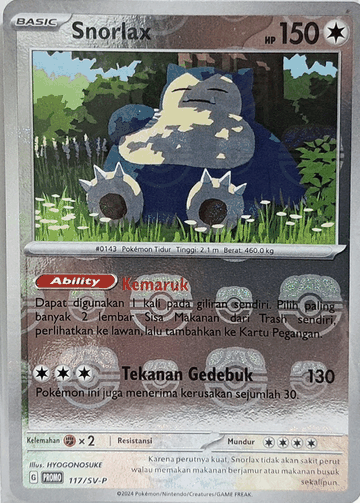 BASIC
Snorlax
HP 150
#0143 Pokémon Tidur Tinggi: 2.1 m Berat: 460.0 kg
Ability Kemaruk
Dapat digunakan 1 kali pada giliran sendiri. Pilih paling
banyak 2 lembar Sisa Makanan dari Trash sendiri,
perlihatkan ke lawan, lalu tambahkan ke Kartu Pegangan.
Tekanan Gedebuk 130
Pokémon ini juga menerima kerusakan sejumlah 30.
Kelemahan × 2 Resistansi Mundur
Illus. HYOGONOSUKE
G PROMO 117/SV-P
Karena perutnya kuat, Snorlax tidak akan sakit perut
walau memakan makanan berjamur atau makanan busuk
sekalipun.
©2024 Pokémon/Nintendo/Creatures/GAME FREAK